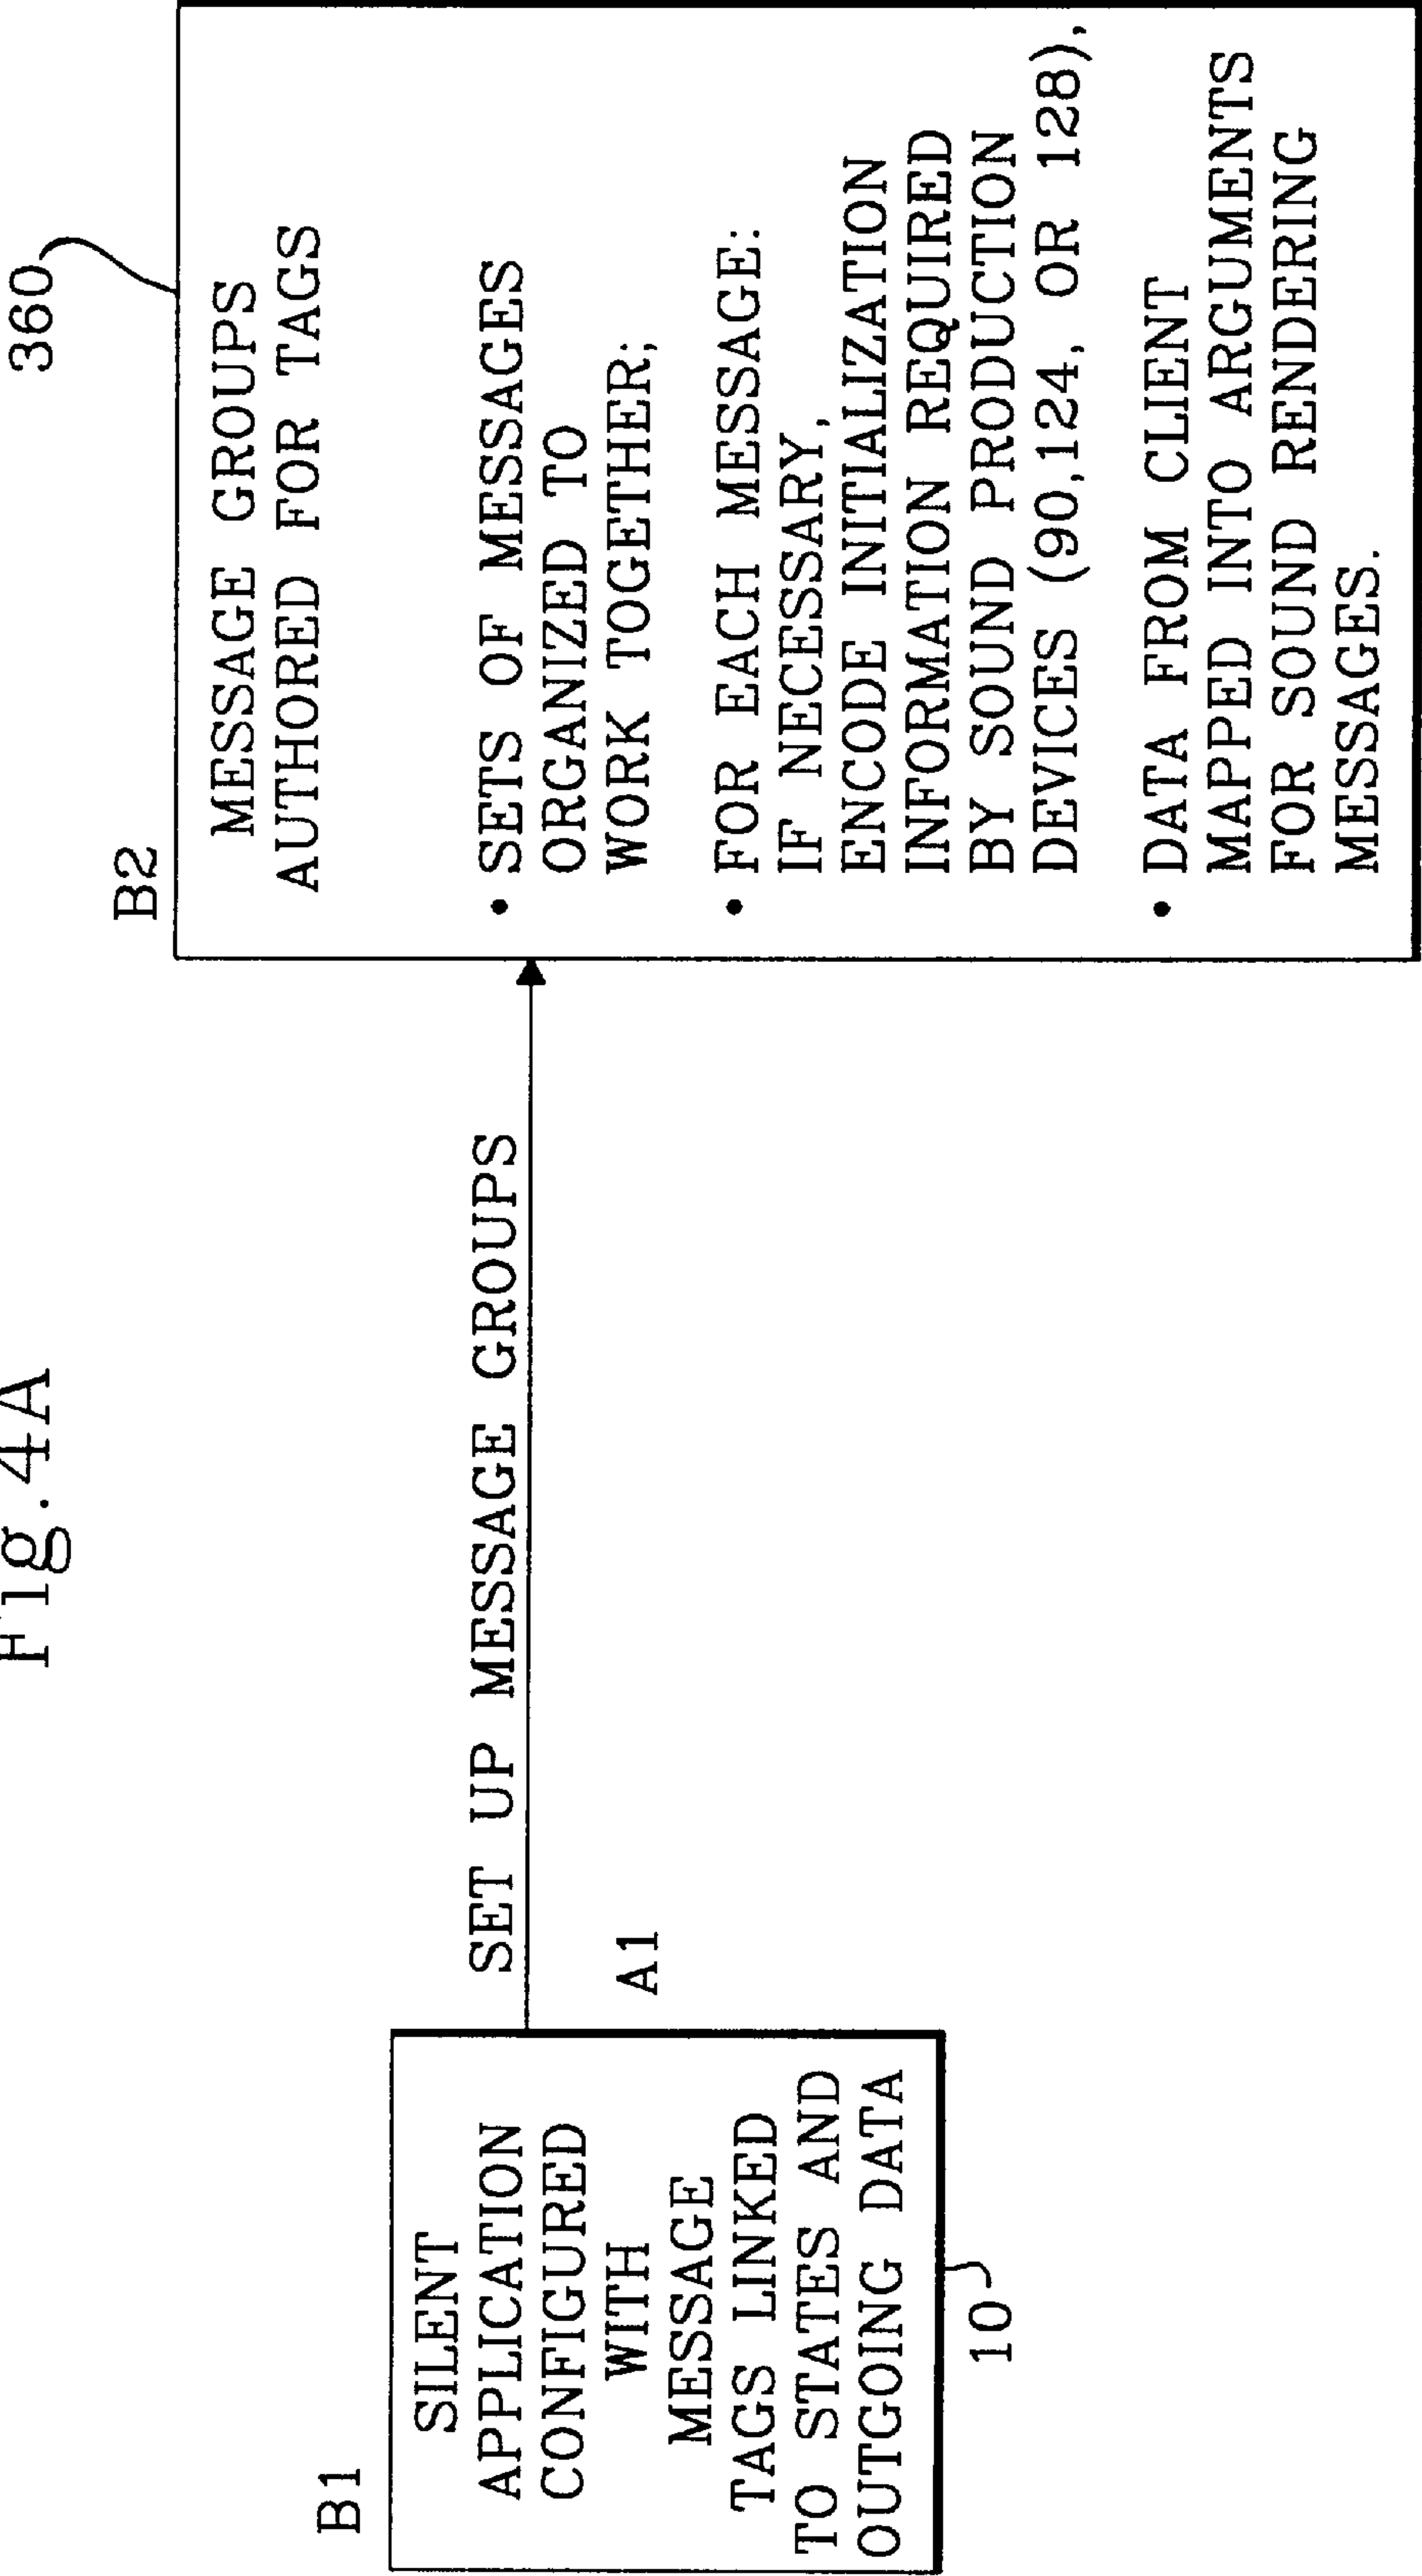 Fig.4A
B1
SILENT
APPLICATION
CONFIGURED
WITH
MESSAGE
TAGS LINKED
TO STATES AND
OUTGOING DATA
10
SET UP MESSAGE GROUPS
A1
B2
360
MESSAGE GROUPS
AUTHORED FOR TAGS
• SETS OF MESSAGES
ORGANIZED TO
WORK TOGETHER;
• FOR EACH MESSAGE:
IF NECESSARY,
ENCODE INITIALIZATION
INFORMATION REQUIRED
BY SOUND PRODUCTION
DEVICES (90,124, OR 128),
• DATA FROM CLIENT
MAPPED INTO ARGUMENTS
FOR SOUND RENDERING
MESSAGES.